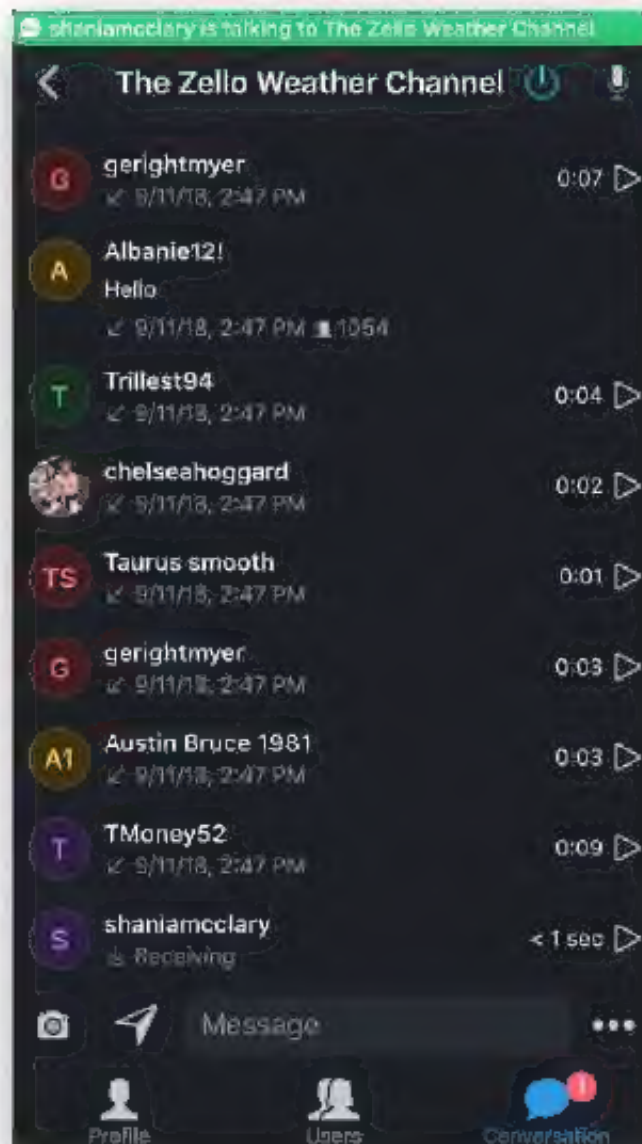 shaniamcclary is talking to The Zello Weather Channel
The Zello Weather Channel
G gerightmyer 0:07
9/11/18, 2:47 PM
A Albanie12!
Hello
9/11/18, 2:47 PM 1054
T Trillest94 0:04
9/11/18, 2:47 PM
chelseahoggard 0:02
9/11/18, 2:47 PM
TS Taurus smooth 0:01
9/11/18, 2:47 PM
G gerightmyer 0:03
9/11/18, 2:47 PM
A1 Austin Bruce 1981 0:03
9/11/18, 2:47 PM
T TMoney52 0:09
9/11/18, 2:47 PM
S shaniamcclary < 1 sec
Receiving
Message
Profile Users Conversation 1